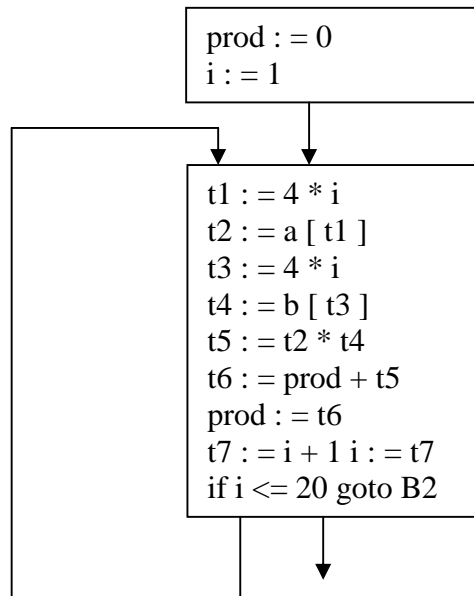 prod : = 0
i : = 1
t1 : = 4 * i
t2 : = a [ t1 ]
t3 : = 4 * i
t4 : = b [ t3 ]
t5 : = t2 * t4
t6 : = prod + t5
prod : = t6
t7 : = i + 1 i : = t7
if i <= 20 goto B2